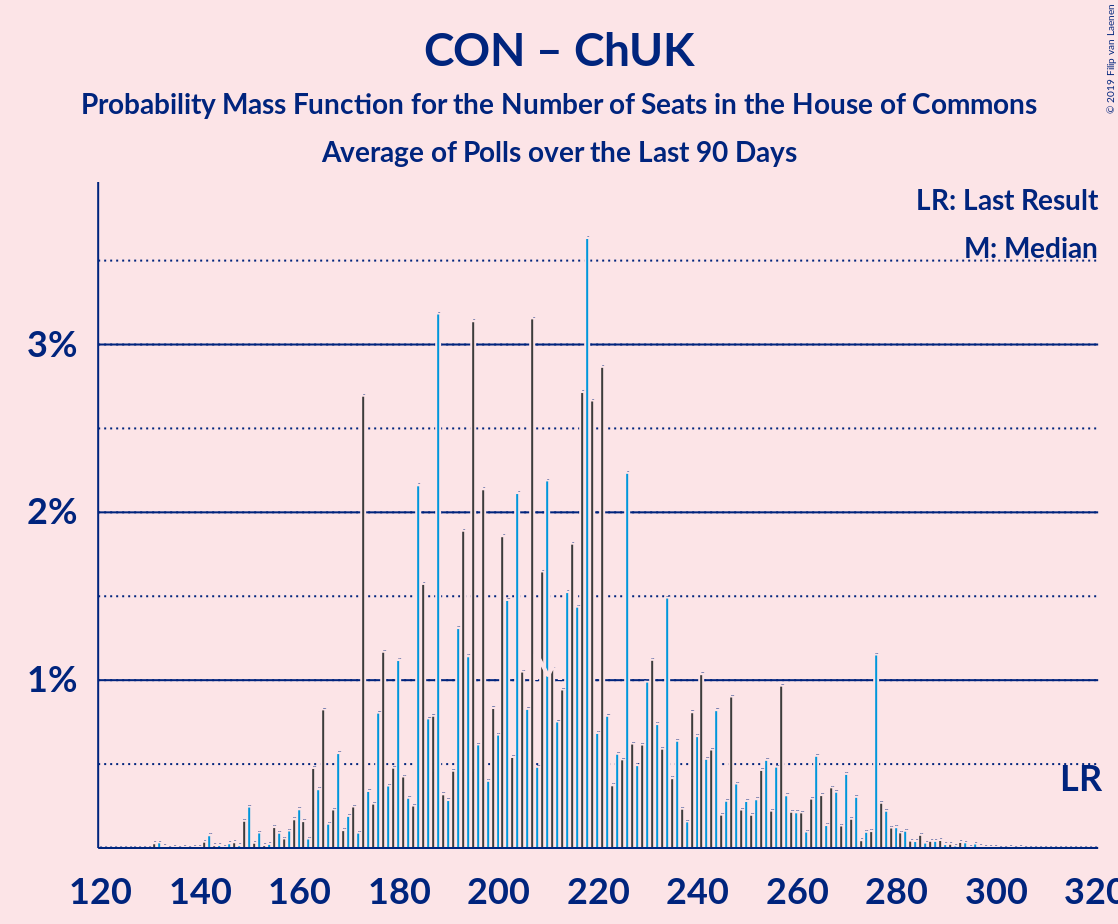 CON – ChUK
Probability Mass Function for the Number of Seats in the House of Commons
Average of Polls over the Last 90 Days
© 2019 Filip van Laenen
LR: Last Result
M: Median
3%
2%
1%
LR
120 140 160 180 200 220 240 260 280 300 320